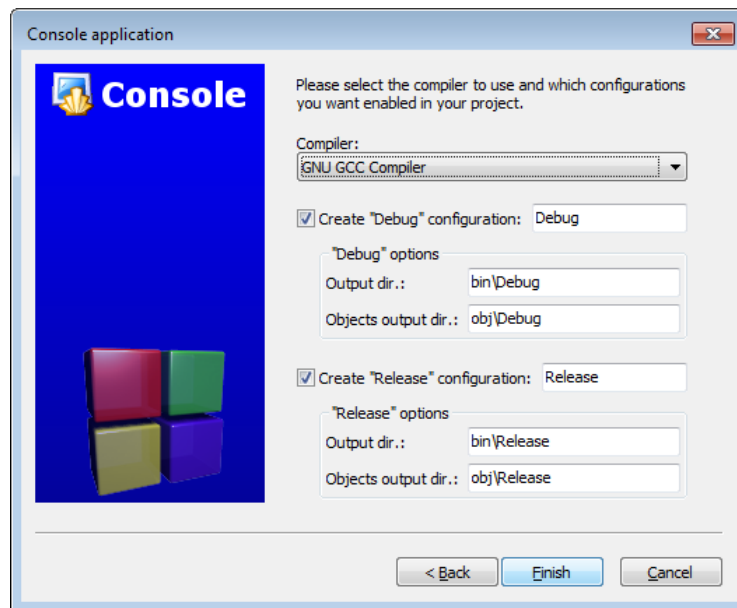 Console application
Console
Please select the compiler to use and which configurations
you want enabled in your project.
Compiler:
GNU GCC Compiler
Create "Debug" configuration: Debug
"Debug" options
Output dir.: bin\Debug
Objects output dir.: obj\Debug
Create "Release" configuration: Release
"Release" options
Output dir.: bin\Release
Objects output dir.: obj\Release
< Back Finish Cancel